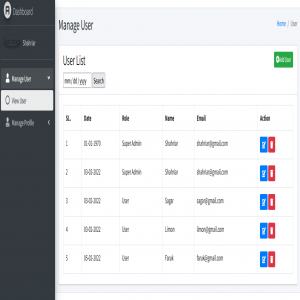 Dashboard
Shahriar
Manage User
View User
Manage Profile
Manage User
Home / User
User List
Add User
mm/dd/yyyy
Search
SL. Date Role Name Email Action
1 01-01-1970 Super Admin Shahriar shahriar@gmail.com
2 03-02-2022 Super Admin Shahriar shahriar@gmail.com
3 03-02-2022 User Sagar sagar@gmail.com
4 03-02-2022 User Limon limon@gmail.com
5 05-02-2022 User Faruk faruk@gmail.com